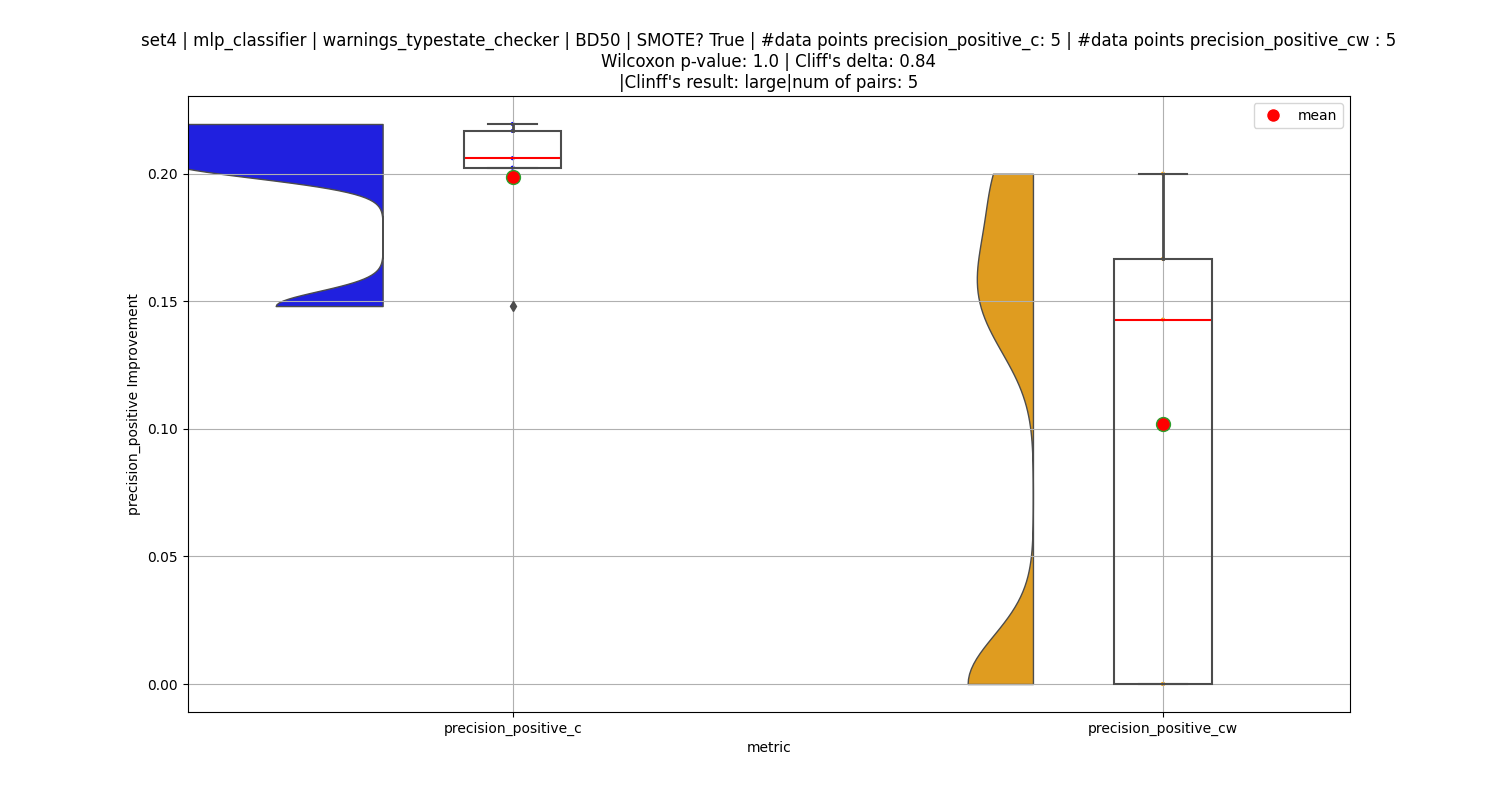 set4 | mlp_classifier | warnings_typestate_checker | BD50 | SMOTE? True | #data points precision_positive_c: 5 | #data points precision_positive_cw : 5
Wilcoxon p-value: 1.0 | Cliff's delta: 0.84
|Clinff's result: large|num of pairs: 5
mean
precision_positive Improvement
0.20
0.15
0.10
0.05
0.00
precision_positive_c
precision_positive_cw
metric